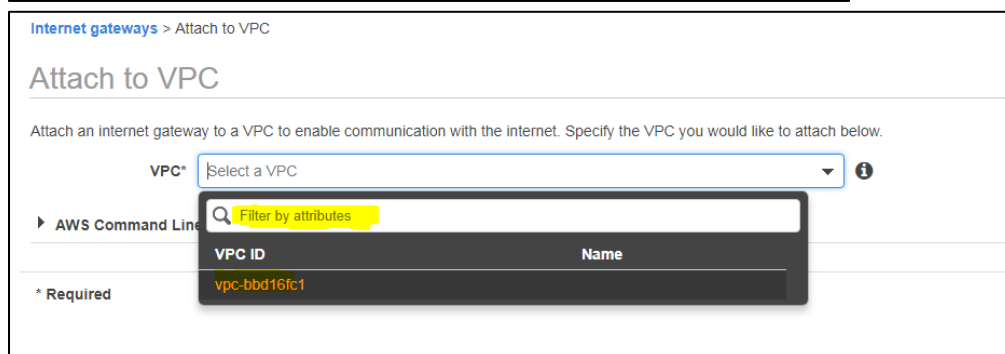 Internet gateways > Attach to VPC
Attach to VPC
Attach an internet gateway to a VPC to enable communication with the internet. Specify the VPC you would like to attach below.
VPC* Select a VPC
Filter by attributes
AWS Command Line
VPC ID Name
vpc-bbd16fc1
* Required